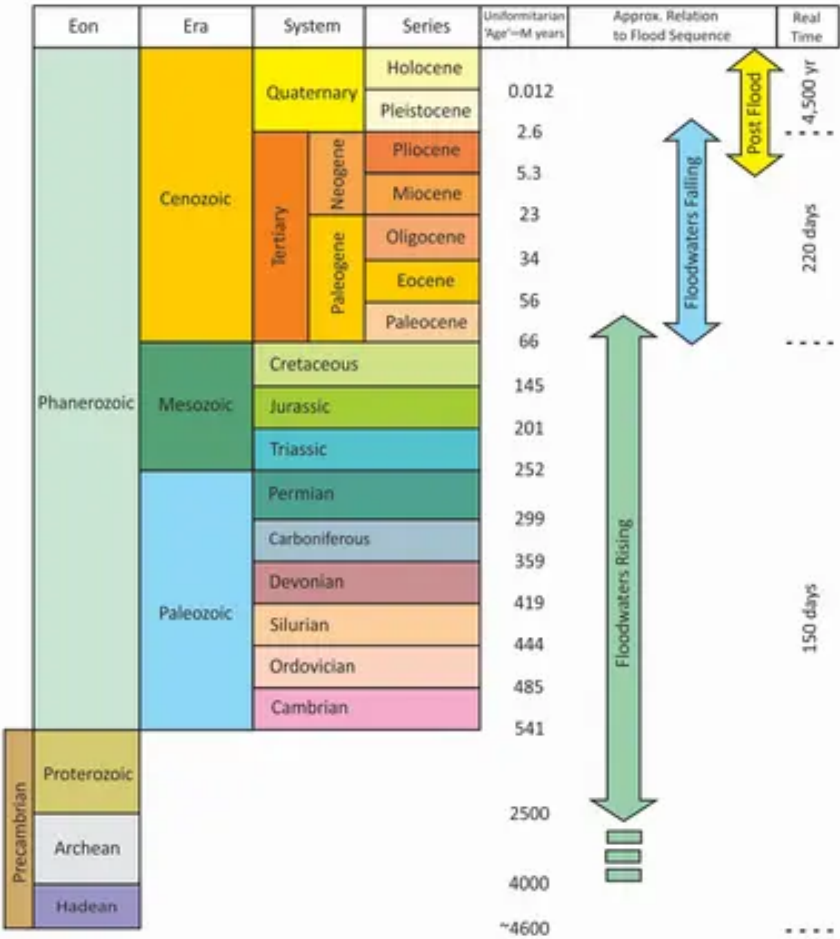 Eon
Era
System
Series
Uniformitarian
'Age'=M years
Approx. Relation
to Flood Sequence
Real
Time
Phanerozoic
Cenozoic
Quaternary
Holocene
0.012
Pleistocene
2.6
Tertiary
Neogene
Pliocene
5.3
Miocene
23
Paleogene
Oligocene
34
Eocene
56
Paleocene
66
Mesozoic
Cretaceous
145
Jurassic
201
Triassic
252
Paleozoic
Permian
299
Carboniferous
359
Devonian
419
Silurian
444
Ordovician
485
Cambrian
541
Precambrian
Proterozoic
2500
Archean
4000
Hadean
~4600
Floodwaters Rising
Floodwaters Falling
Post Flood
4,500 yr
220 days
150 days